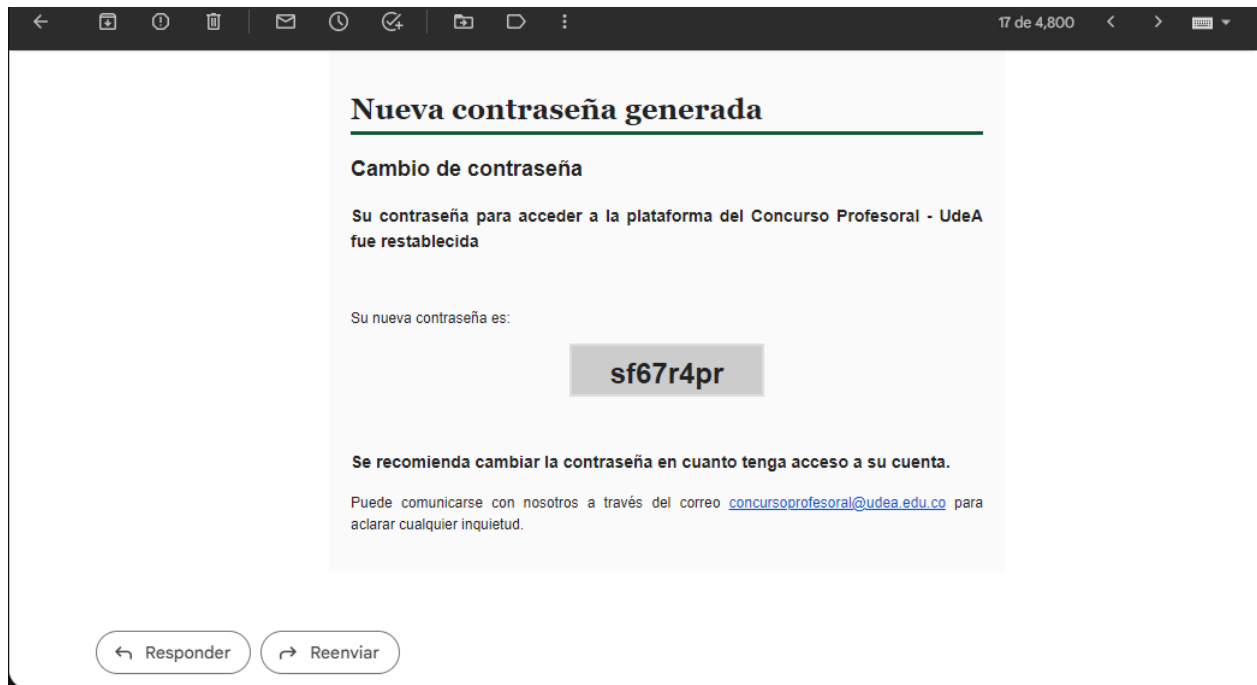 17 de 4,800
Nueva contraseña generada
Cambio de contraseña
Su contraseña para acceder a la plataforma del Concurso Profesoral - UdeA
fue restablecida
Su nueva contraseña es:
sf67r4pr
Se recomienda cambiar la contraseña en cuanto tenga acceso a su cuenta.
Puede comunicarse con nosotros a través del correo concursoprofesoral@udea.edu.co para
aclarar cualquier inquietud.
Responder
Reenviar